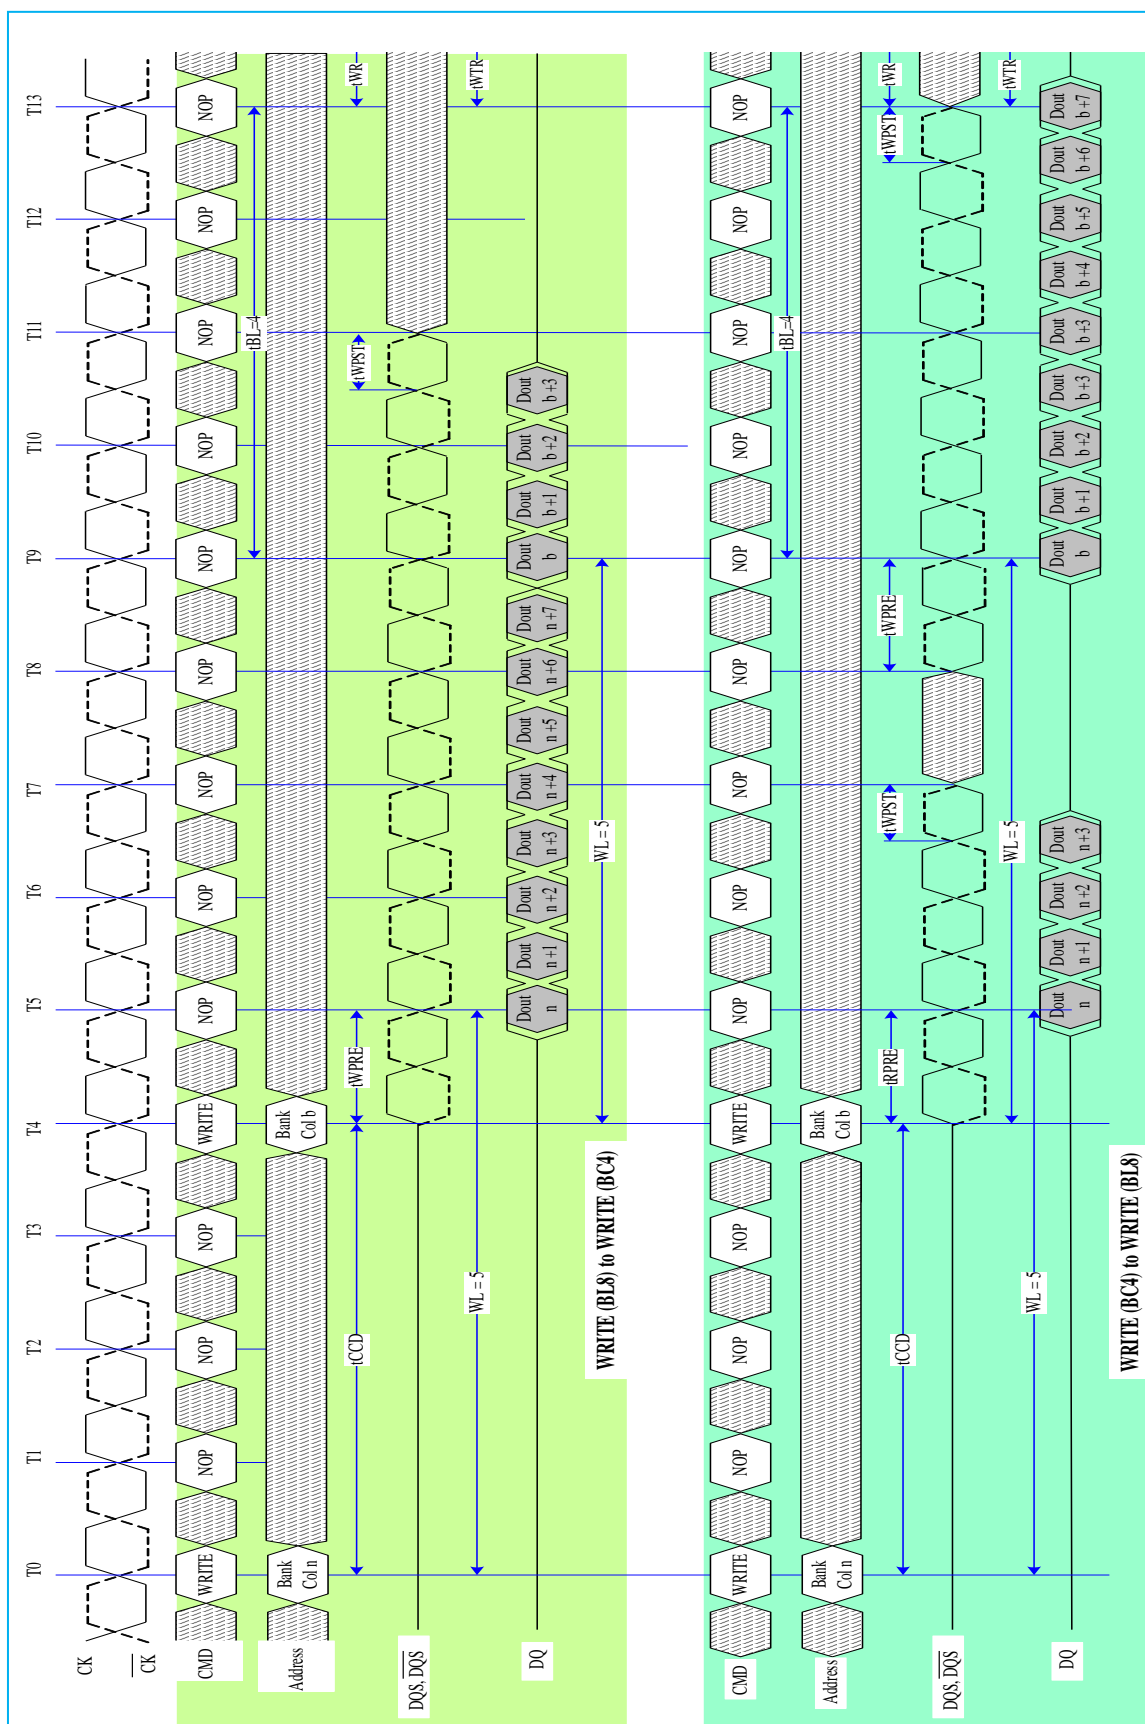 T0 T1 T2 T3 T4 T5 T6 T7 T8 T9 T10 T11 T12 T13
CK
CK
CMD WRITE NOP NOP NOP WRITE NOP NOP NOP NOP NOP NOP NOP NOP NOP
tBL=4
Address Bank Col n Bank Col b
tCCD tWPRE tWPST tWR
DQS, DQS
WL = 5 tWTR
DQ Dout n Dout n+1 Dout n+2 Dout n+3 Dout n+4 Dout n+5 Dout n+6 Dout n+7 Dout b Dout b+1 Dout b+2 Dout b+3
WL = 5
WRITE (BL8) to WRITE (BC4)
CMD WRITE NOP NOP NOP WRITE NOP NOP NOP NOP NOP NOP NOP NOP NOP
tBL=4
Address Bank Col n Bank Col b
tCCD tRPRE tWPST tWPRE tWPST tWR
DQS, DQS
WL = 5 tWTR
WL = 5
DQ Dout n Dout n+1 Dout n+2 Dout n+3 Dout b Dout b+1 Dout b+2 Dout b+3 Dout b+3 Dout b+4 Dout b+5 Dout b+6 Dout b+7
WRITE (BC4) to WRITE (BL8)